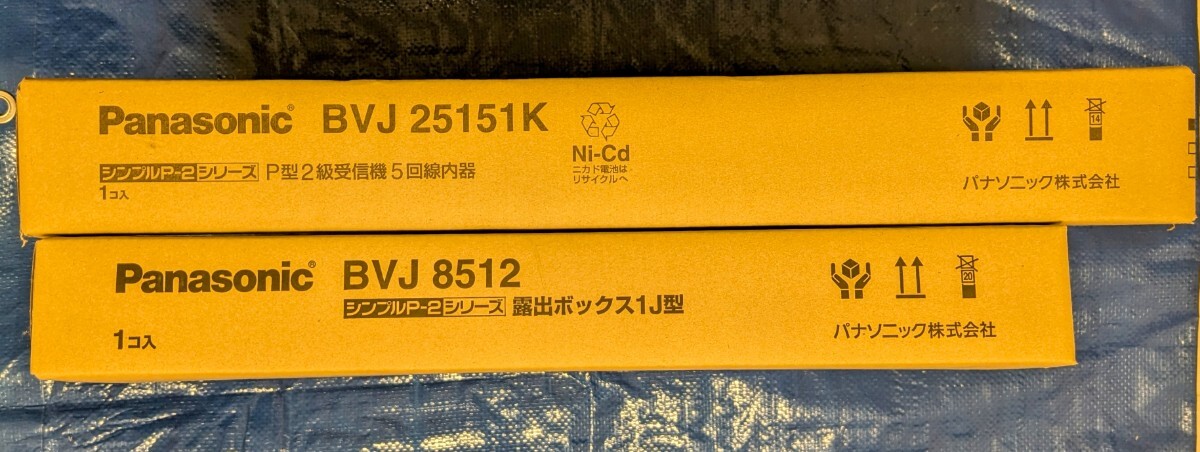 Panasonic® BVJ 25151K
シンプルP-2シリーズ P型2級受信機5回線内器
1コ入
Ni-Cd
ニカド電池は
リサイクルへ
14
パナソニック株式会社
Panasonic® BVJ 8512
シンプルP-2シリーズ 露出ボックス1J型
1コ入
20
パナソニック株式会社